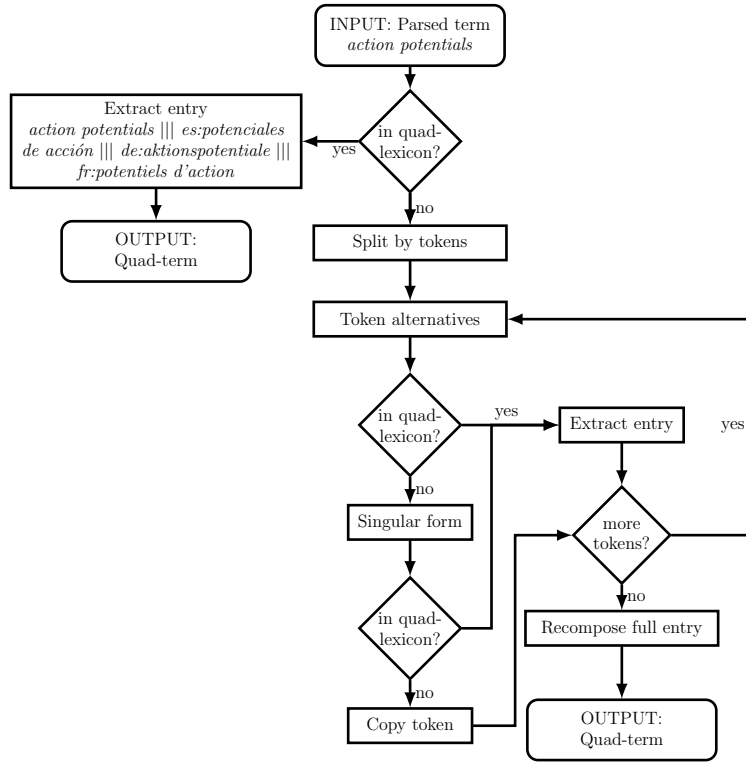 INPUT: Parsed term
action potentials
Extract entry
action potentials ||| es:potenciales
de acción ||| de:aktionspotentiale |||
fr:potentiels d'action
in quad-
lexicon?
yes
no
OUTPUT:
Quad-term
Split by tokens
Token alternatives
in quad-
lexicon?
yes
Extract entry
yes
no
Singular form
more
tokens?
in quad-
lexicon?
no
Recompose full entry
no
Copy token
OUTPUT:
Quad-term